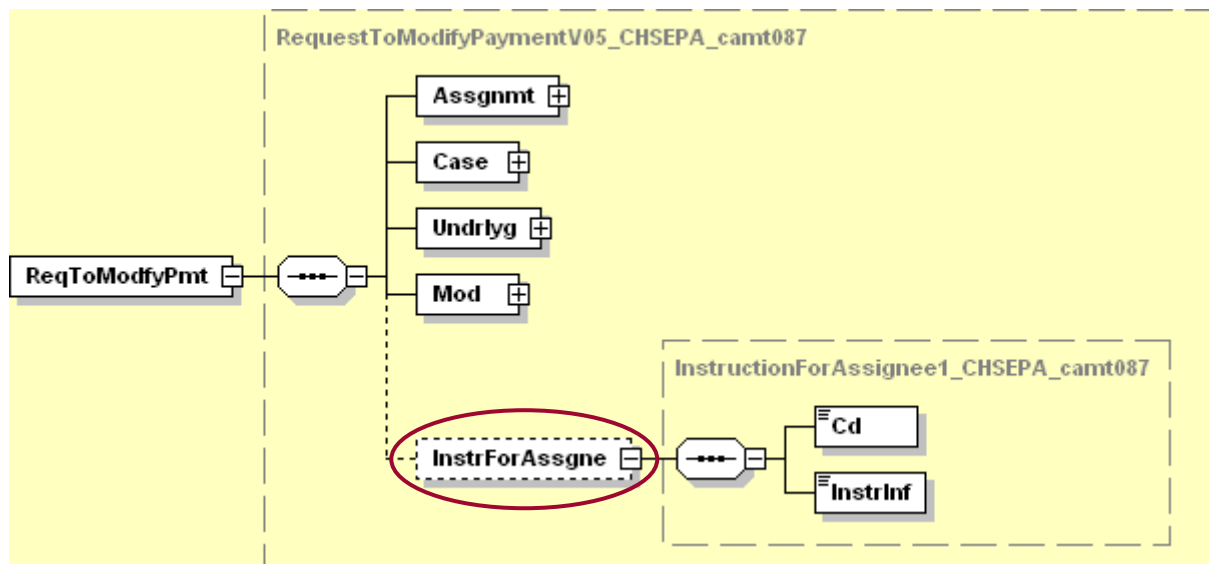 RequestToModifyPaymentV05_CHSEPA_camt087
Assgnmt
Case
Undrlyg
ReqToModfyPmt
Mod
InstructionForAssignee1_CHSEPA_camt087
Cd
InstrForAssgne
InstrInf